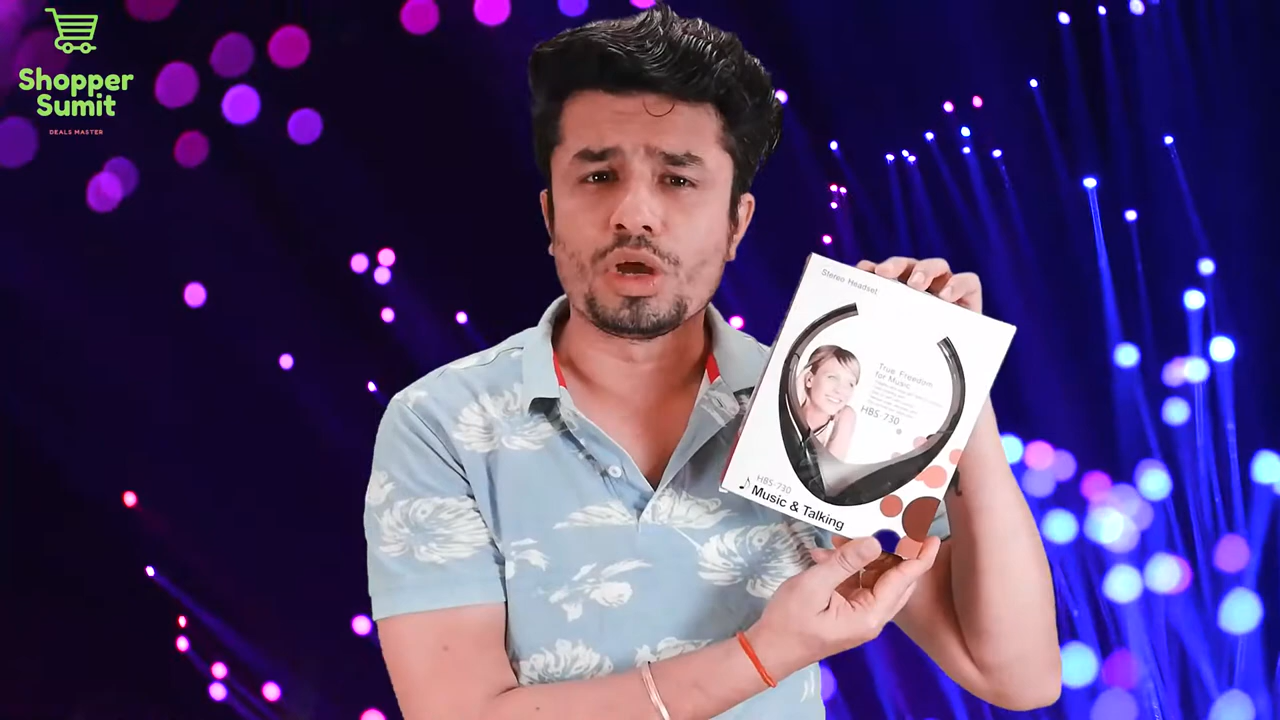 Shopper
Sumit
DEALS MASTER
Stereo Headset
True Freedom
for Music
HBS-730
HBS-730
Music & Talking